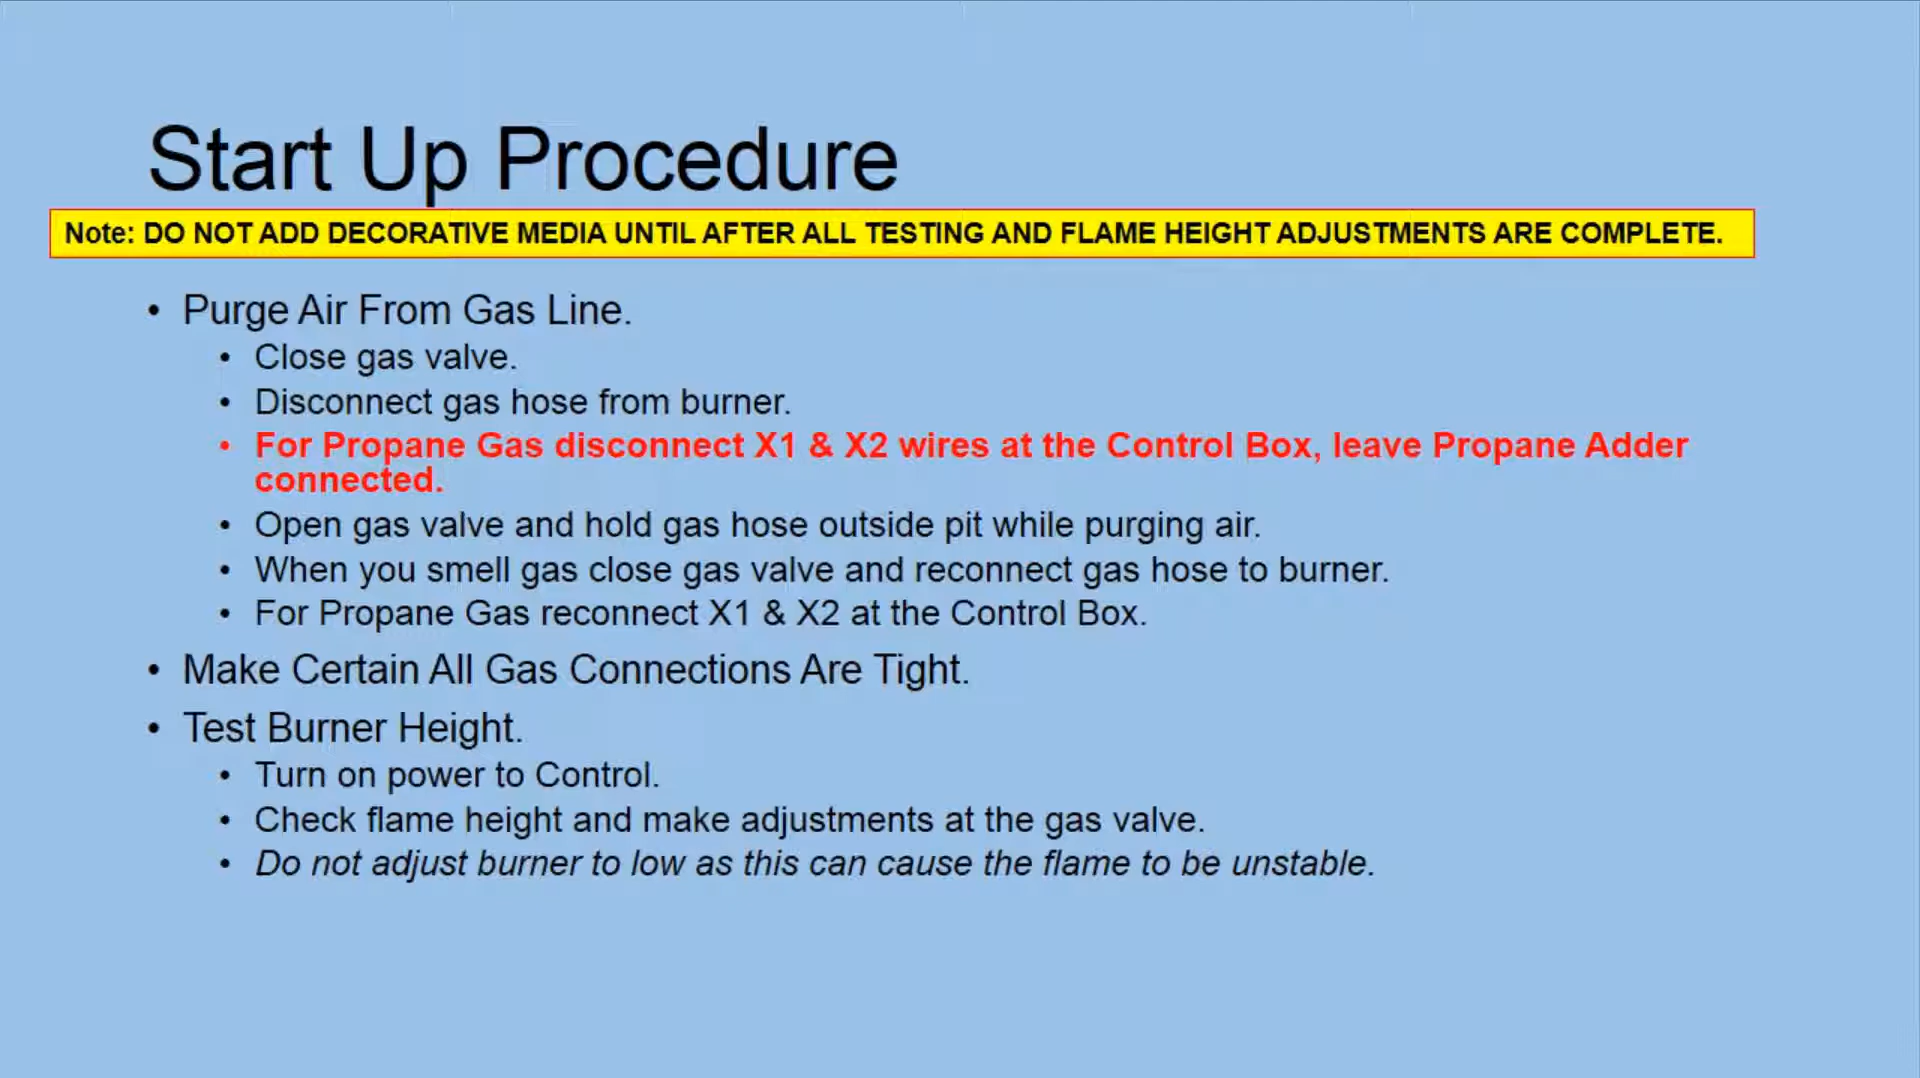 Start Up Procedure
Note: DO NOT ADD DECORATIVE MEDIA UNTIL AFTER ALL TESTING AND FLAME HEIGHT ADJUSTMENTS ARE COMPLETE.
• Purge Air From Gas Line.
• Close gas valve.
• Disconnect gas hose from burner.
• For Propane Gas disconnect X1 & X2 wires at the Control Box, leave Propane Adder
connected.
• Open gas valve and hold gas hose outside pit while purging air.
• When you smell gas close gas valve and reconnect gas hose to burner.
• For Propane Gas reconnect X1 & X2 at the Control Box.
• Make Certain All Gas Connections Are Tight.
• Test Burner Height.
• Turn on power to Control.
• Check flame height and make adjustments at the gas valve.
• Do not adjust burner to low as this can cause the flame to be unstable.